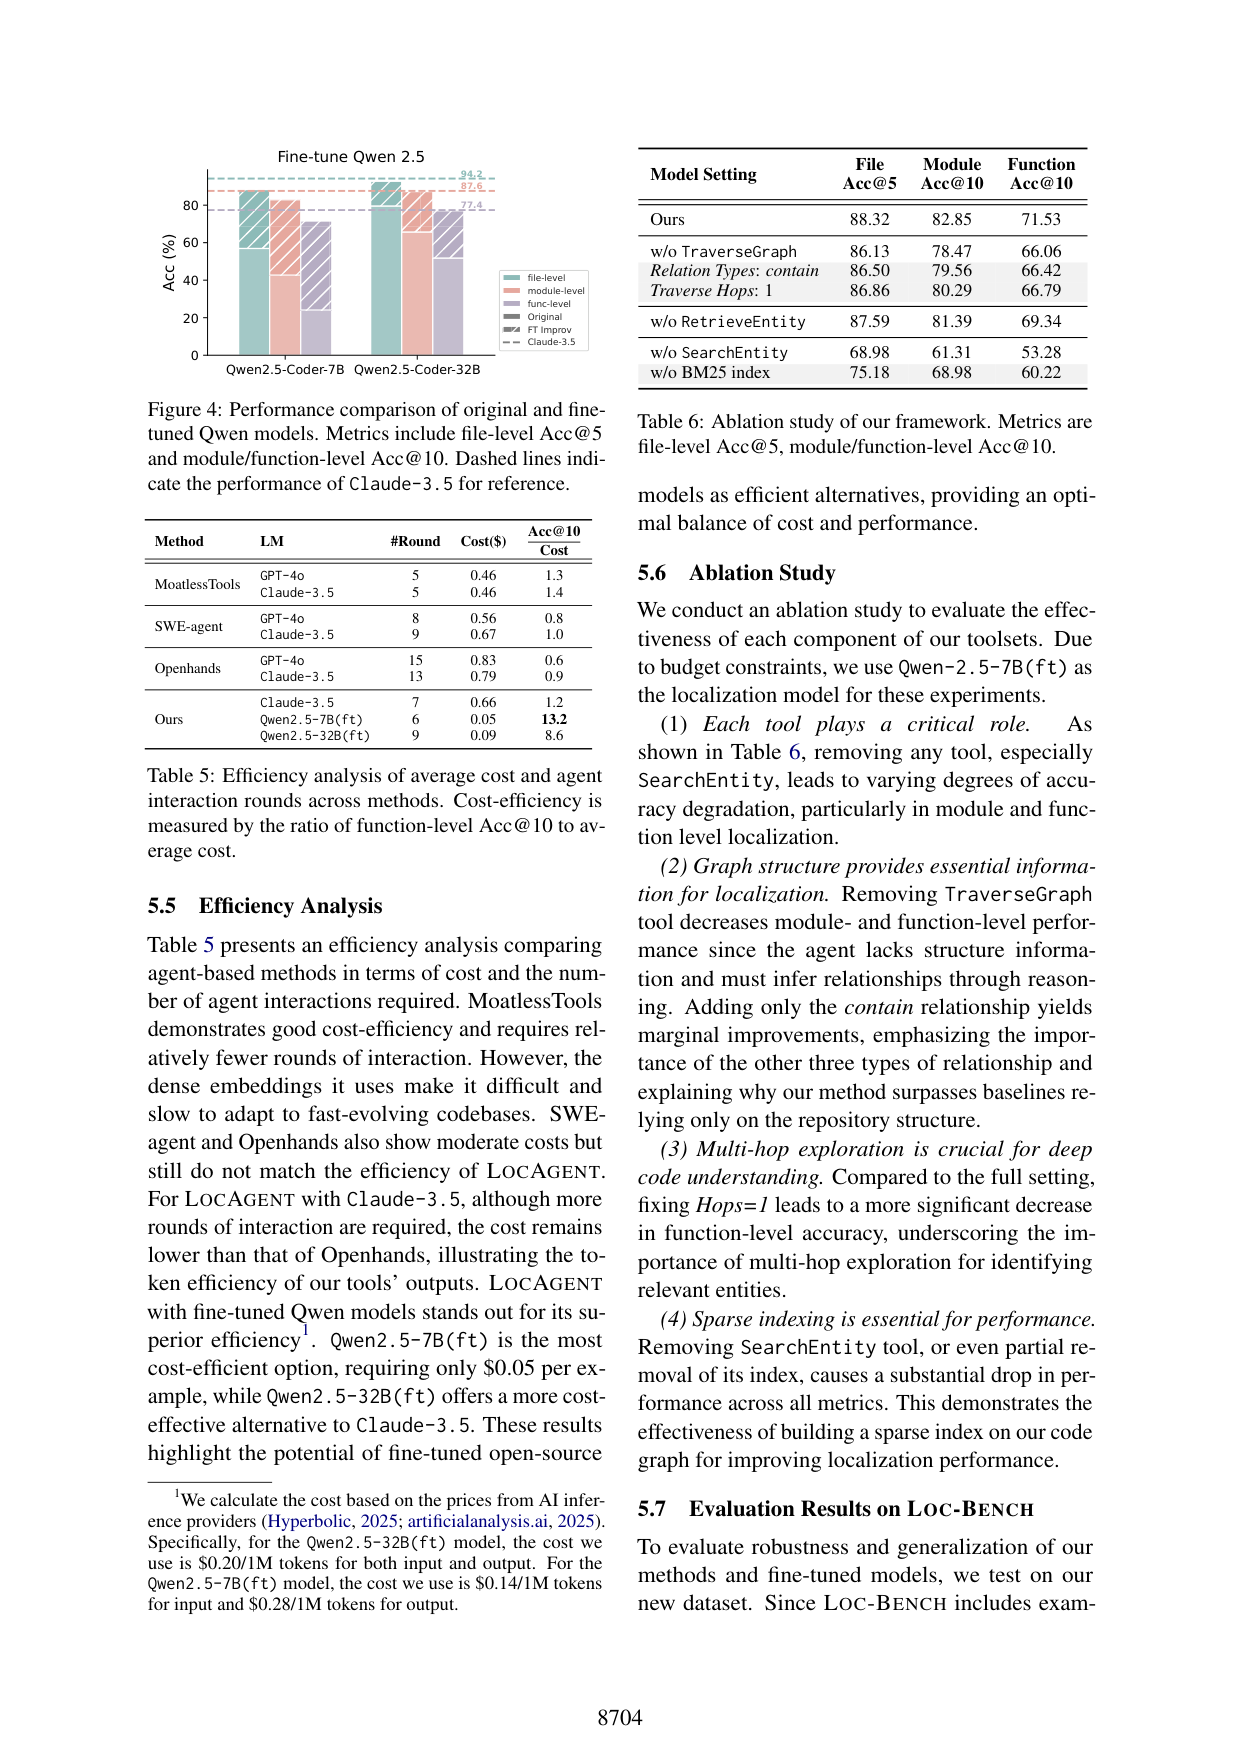 Fine-tune Qwen 2.5
94.2
87.6
77.4
80
60
40
20
0
Acc (%)
Qwen2.5-Coder-7B Qwen2.5-Coder-32B
file-level
module-level
func-level
Original
FT Improv
Claude-3.5
Figure 4: Performance comparison of original and fine-
tuned Qwen models. Metrics include file-level Acc@5
and module/function-level Acc@10. Dashed lines indi-
cate the performance of Claude-3.5 for reference.
Method LM #Round Cost($) Acc@10
Cost
MoatlessTools GPT-4o 5 0.46 1.3
Claude-3.5 5 0.46 1.4
SWE-agent GPT-4o 8 0.56 0.8
Claude-3.5 9 0.67 1.0
Openhands GPT-4o 15 0.83 0.6
Claude-3.5 13 0.79 0.9
Claude-3.5 7 0.66 1.2
Ours Qwen2.5-7B(ft) 6 0.05 13.2
Qwen2.5-32B(ft) 9 0.09 8.6
Table 5: Efficiency analysis of average cost and agent
interaction rounds across methods. Cost-efficiency is
measured by the ratio of function-level Acc@10 to av-
erage cost.
5.5 Efficiency Analysis
Table 5 presents an efficiency analysis comparing
agent-based methods in terms of cost and the num-
ber of agent interactions required. MoatlessTools
demonstrates good cost-efficiency and requires rel-
atively fewer rounds of interaction. However, the
dense embeddings it uses make it difficult and
slow to adapt to fast-evolving codebases. SWE-
agent and Openhands also show moderate costs but
still do not match the efficiency of LOCAGENT.
For LOCAGENT with Claude-3.5, although more
rounds of interaction are required, the cost remains
lower than that of Openhands, illustrating the to-
ken efficiency of our tools' outputs. LOCAGENT
with fine-tuned Qwen models stands out for its su-
perior efficiency1. Qwen2.5-7B(ft) is the most
cost-efficient option, requiring only $0.05 per ex-
ample, while Qwen2.5-32B(ft) offers a more cost-
effective alternative to Claude-3.5. These results
highlight the potential of fine-tuned open-source
1We calculate the cost based on the prices from AI infer-
ence providers (Hyperbolic, 2025; artificialanalysis.ai, 2025).
Specifically, for the Qwen2.5-32B(ft) model, the cost we
use is $0.20/1M tokens for both input and output. For the
Qwen2.5-7B(ft) model, the cost we use is $0.14/1M tokens
for input and $0.28/1M tokens for output.
Model Setting File Module Function
Acc@5 Acc@10 Acc@10
Ours 88.32 82.85 71.53
w/o TraverseGraph 86.13 78.47 66.06
Relation Types: contain 86.50 79.56 66.42
Traverse Hops: 1 86.86 80.29 66.79
w/o RetrieveEntity 87.59 81.39 69.34
w/o SearchEntity 68.98 61.31 53.28
w/o BM25 index 75.18 68.98 60.22
Table 6: Ablation study of our framework. Metrics are
file-level Acc@5, module/function-level Acc@10.
models as efficient alternatives, providing an opti-
mal balance of cost and performance.
5.6 Ablation Study
We conduct an ablation study to evaluate the effec-
tiveness of each component of our toolsets. Due
to budget constraints, we use Qwen-2.5-7B(ft) as
the localization model for these experiments.
(1) Each tool plays a critical role. As
shown in Table 6, removing any tool, especially
SearchEntity, leads to varying degrees of accu-
racy degradation, particularly in module and func-
tion level localization.
(2) Graph structure provides essential informa-
tion for localization. Removing TraverseGraph
tool decreases module- and function-level perfor-
mance since the agent lacks structure informa-
tion and must infer relationships through reason-
ing. Adding only the contain relationship yields
marginal improvements, emphasizing the impor-
tance of the other three types of relationship and
explaining why our method surpasses baselines re-
lying only on the repository structure.
(3) Multi-hop exploration is crucial for deep
code understanding. Compared to the full setting,
fixing Hops=1 leads to a more significant decrease
in function-level accuracy, underscoring the im-
portance of multi-hop exploration for identifying
relevant entities.
(4) Sparse indexing is essential for performance.
Removing SearchEntity tool, or even partial re-
moval of its index, causes a substantial drop in per-
formance across all metrics. This demonstrates the
effectiveness of building a sparse index on our code
graph for improving localization performance.
5.7 Evaluation Results on LOC-BENCH
To evaluate robustness and generalization of our
methods and fine-tuned models, we test on our
new dataset. Since LOC-BENCH includes exam-
8704